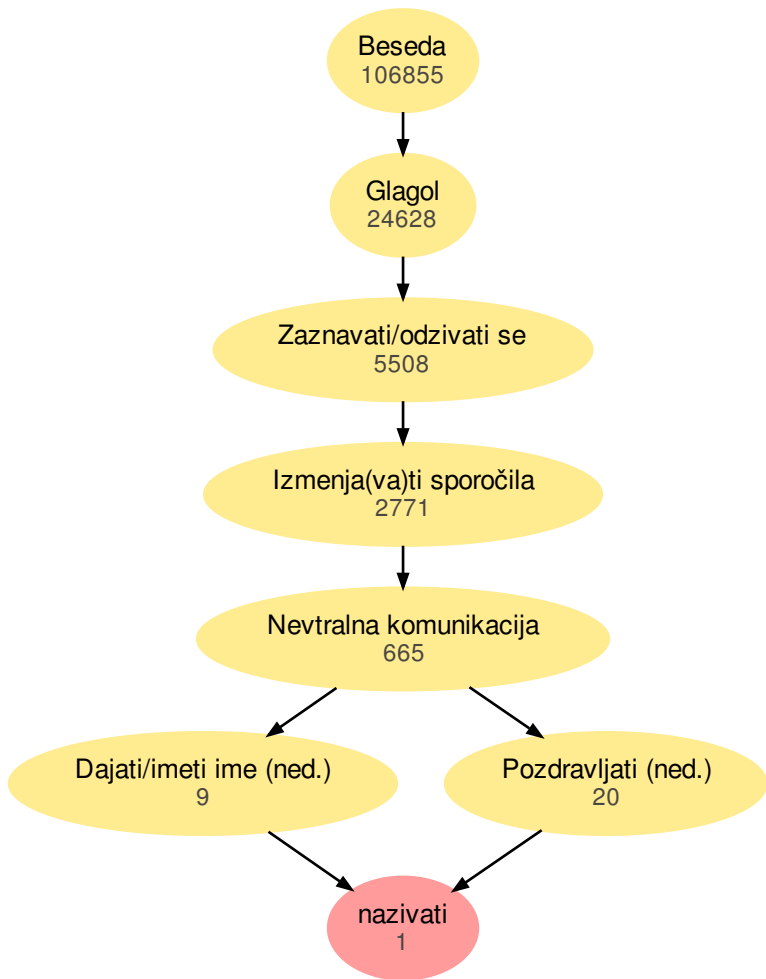 Beseda
106855
Glagol
24628
Zaznavati/odzivati se
5508
Izmenja(va)ti sporočila
2771
Nevtralna komunikacija
665
Dajati/imeti ime (ned.)
9
Pozdravljati (ned.)
20
nazivati
1